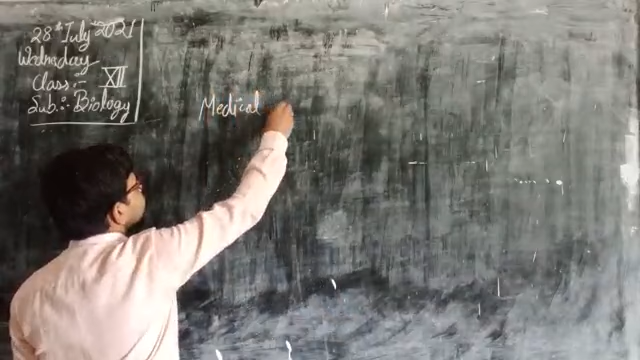 28th July 2021
Wednesday
Class:- XII
Sub:- Biology
Medical